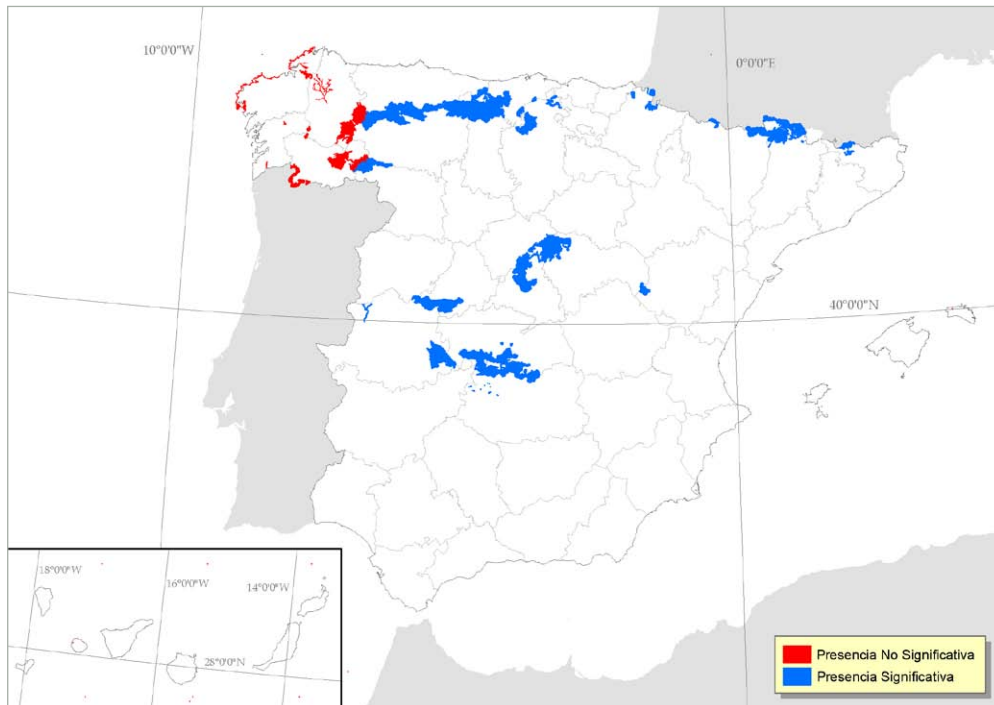 10°0'0"W
0°0'0"E
40°0'0"N
18°0'0"W
16°0'0"W
14°0'0"W
28°0'0"N
Presencia No Significativa
Presencia Significativa